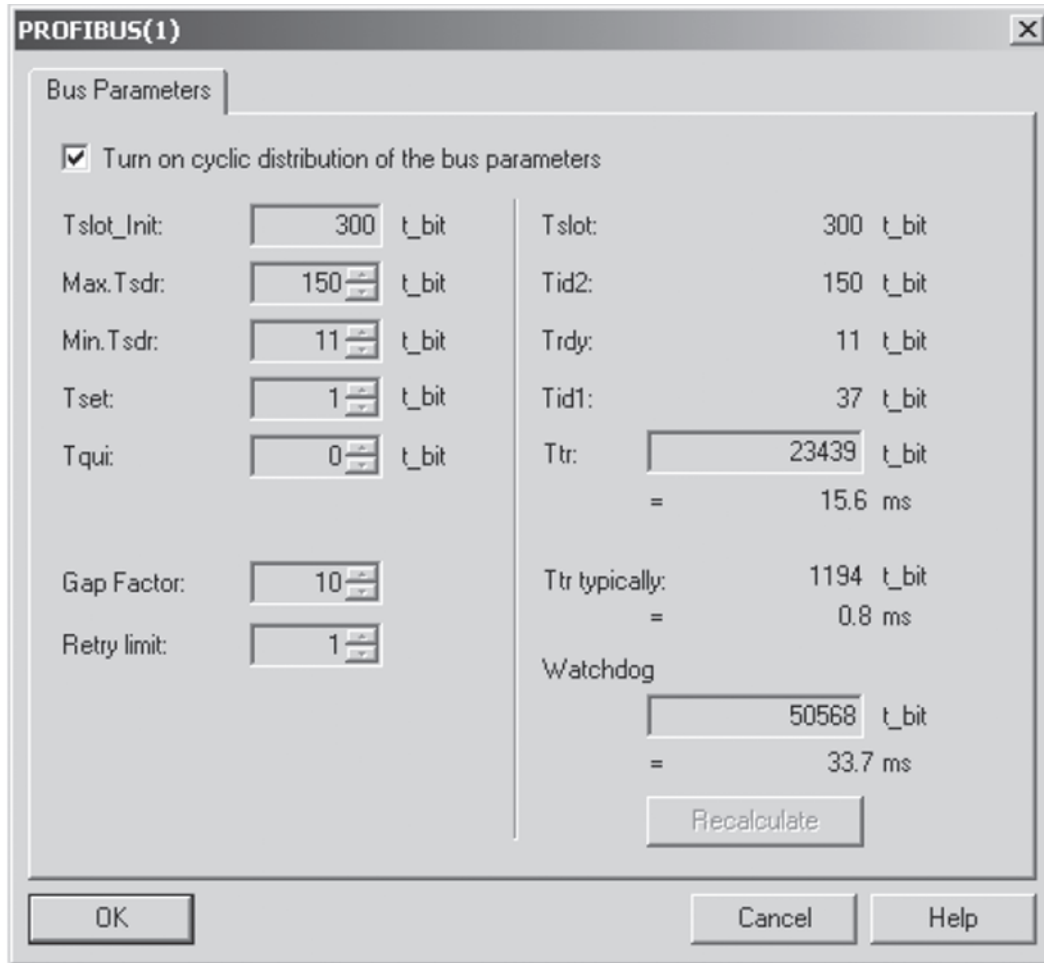 PROFIBUS(1)
Bus Parameters
Turn on cyclic distribution of the bus parameters
Tslot_Init: 300 t_bit
Max.Tsdr: 150 t_bit
Min.Tsdr: 11 t_bit
Tset: 1 t_bit
Tqui: 0 t_bit
Gap Factor: 10
Retry limit: 1
Tslot: 300 t_bit
Tid2: 150 t_bit
Trdy: 11 t_bit
Tid1: 37 t_bit
Ttr: 23439 t_bit
= 15.6 ms
Ttr typically: 1194 t_bit
= 0.8 ms
Watchdog
50568 t_bit
= 33.7 ms
Recalculate
OK
Cancel
Help